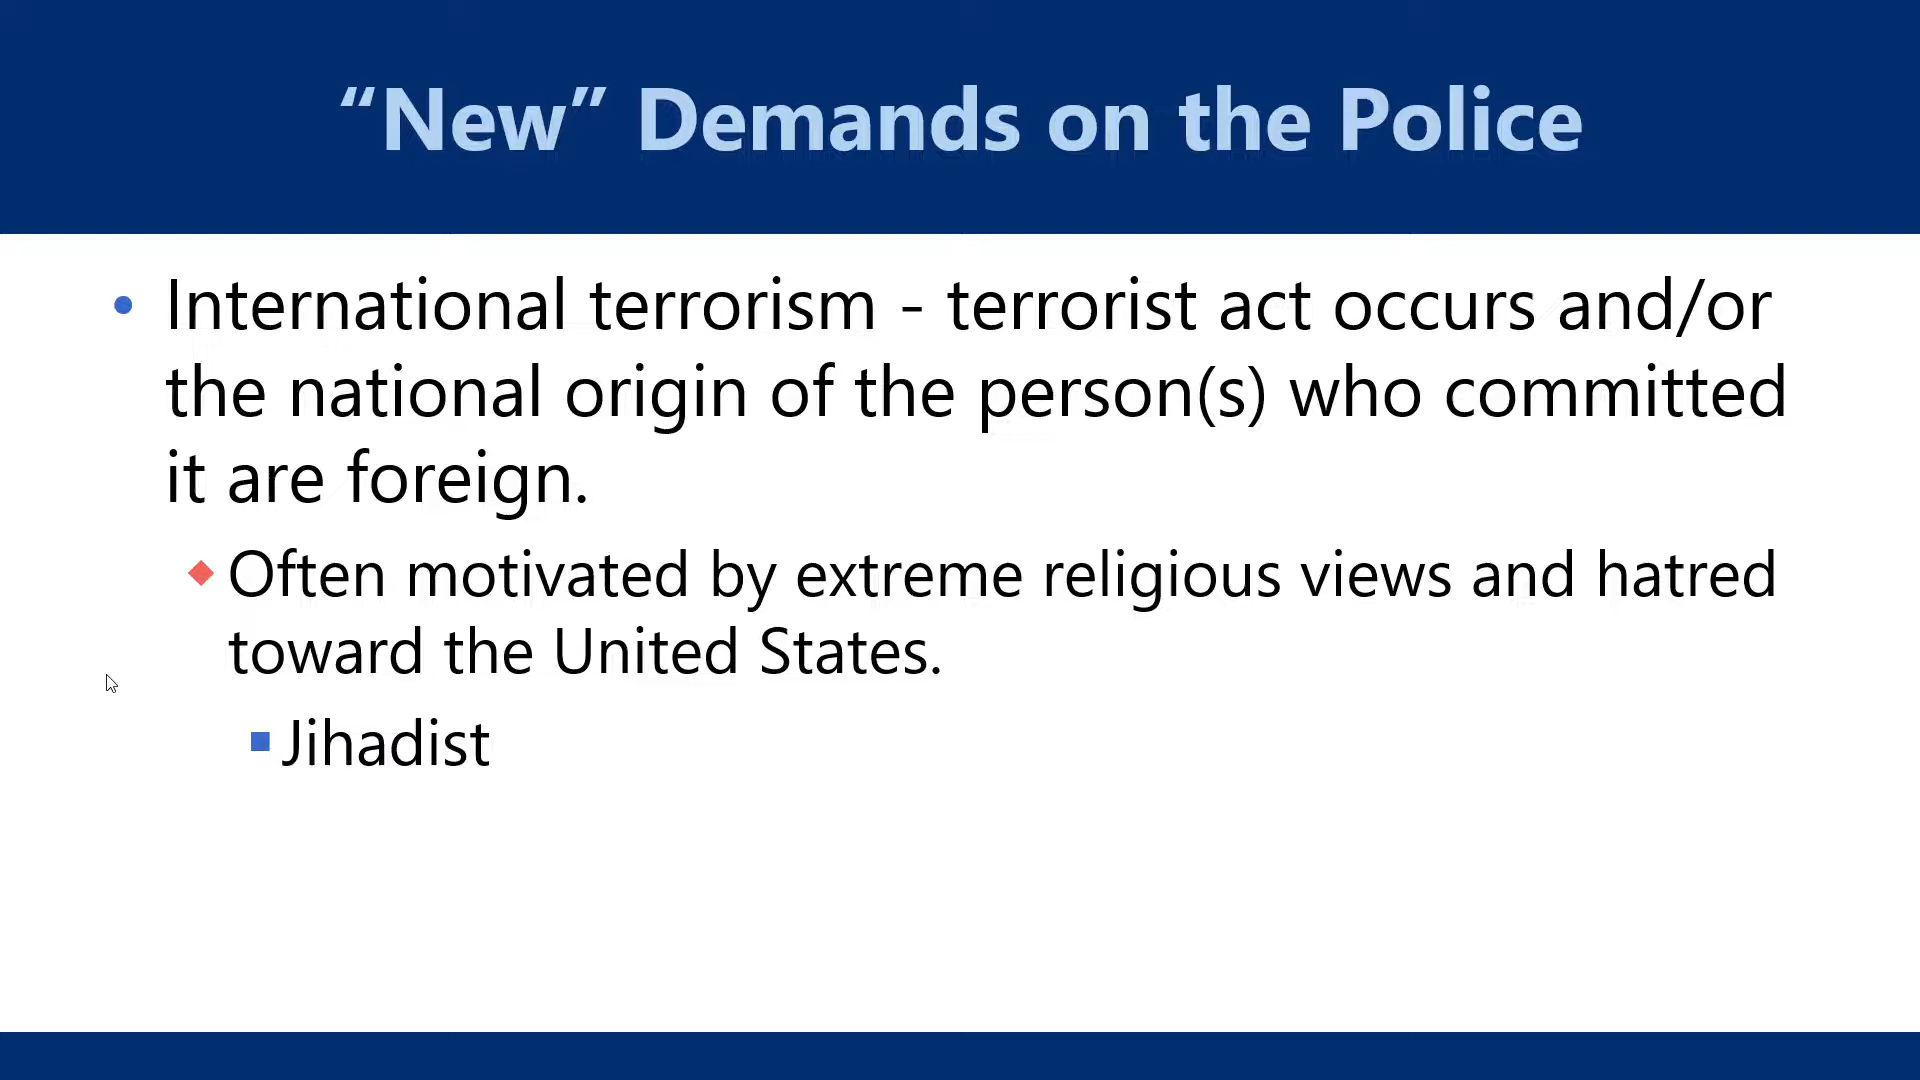 “New” Demands on the Police
International terrorism - terrorist act occurs and/or
the national origin of the person(s) who committed
it are foreign.
Often motivated by extreme religious views and hatred
toward the United States.
Jihadist